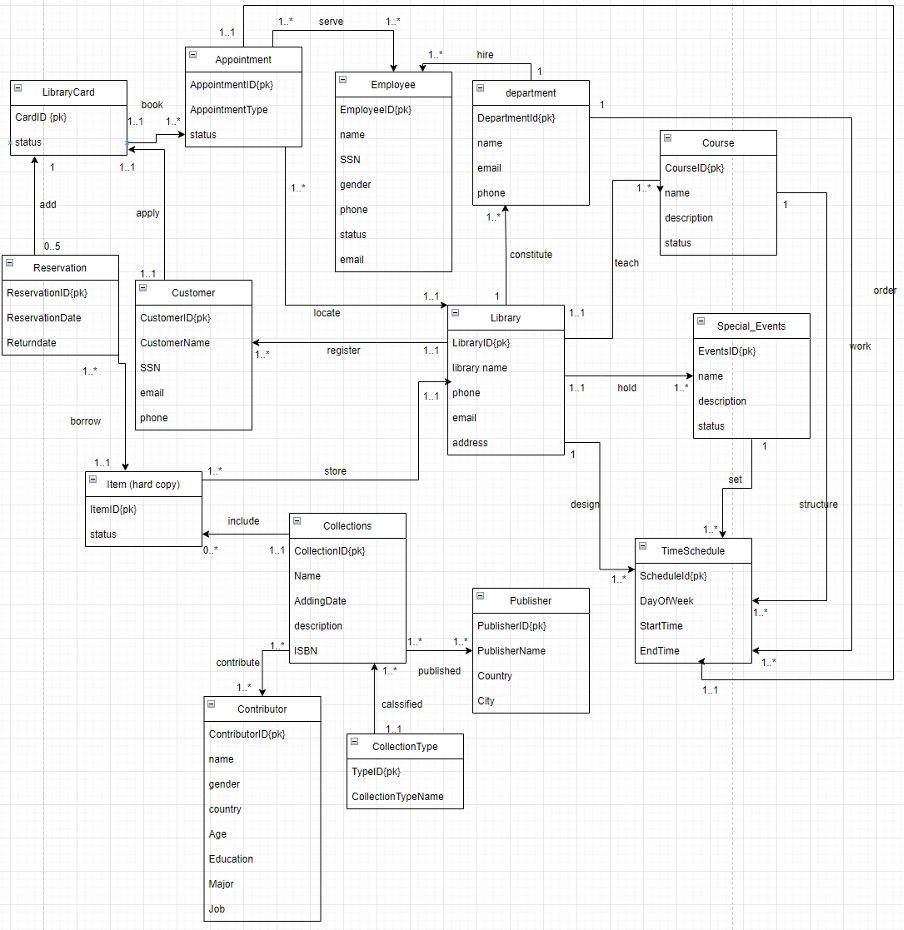 1..*
serve
1..*
1..1
Appointment
AppointmentID{pk}
AppointmentType
status
1..*
hire
1
Employee
EmployeeID{pk}
name
SSN
gender
phone
status
email
department
DepartmentId{pk}
name
email
phone
1
LibraryCard
CardID {pk}
status
book
1..1
1..*
1
1..1
add
apply
0..5
1..1
1..*
1..*
constitute
1
Course
CourseID{pk}
name
description
status
1..*
1
teach
order
Reservation
ReservationID{pk}
ReservationDate
Returndate
1..*
Customer
CustomerID{pk}
CustomerName
SSN
email
phone
locate
1..1
register
1..*
1..1
Library
LibraryID{pk}
library name
phone
email
address
1..1
1..1
hold
1..*
Special_Events
EventsID{pk}
name
description
status
work
1..1
borrow
1..1
1..*
store
1
1
set
design
structure
1..*
1..*
Item (hard copy)
ItemID{pk}
status
include
0..*
1..1
Collections
CollectionID{pk}
Name
AddingDate
description
ISBN
TimeSchedule
ScheduleId{pk}
DayOfWeek
StartTime
EndTime
1..*
1..*
1..1
Publisher
PublisherID{pk}
PublisherName
Country
City
1..*
1..*
published
1..*
contribute
1..*
1..*
calssified
1..1
Contributor
ContributorID{pk}
name
gender
country
Age
Education
Major
Job
CollectionType
TypeID{pk}
CollectionTypeName